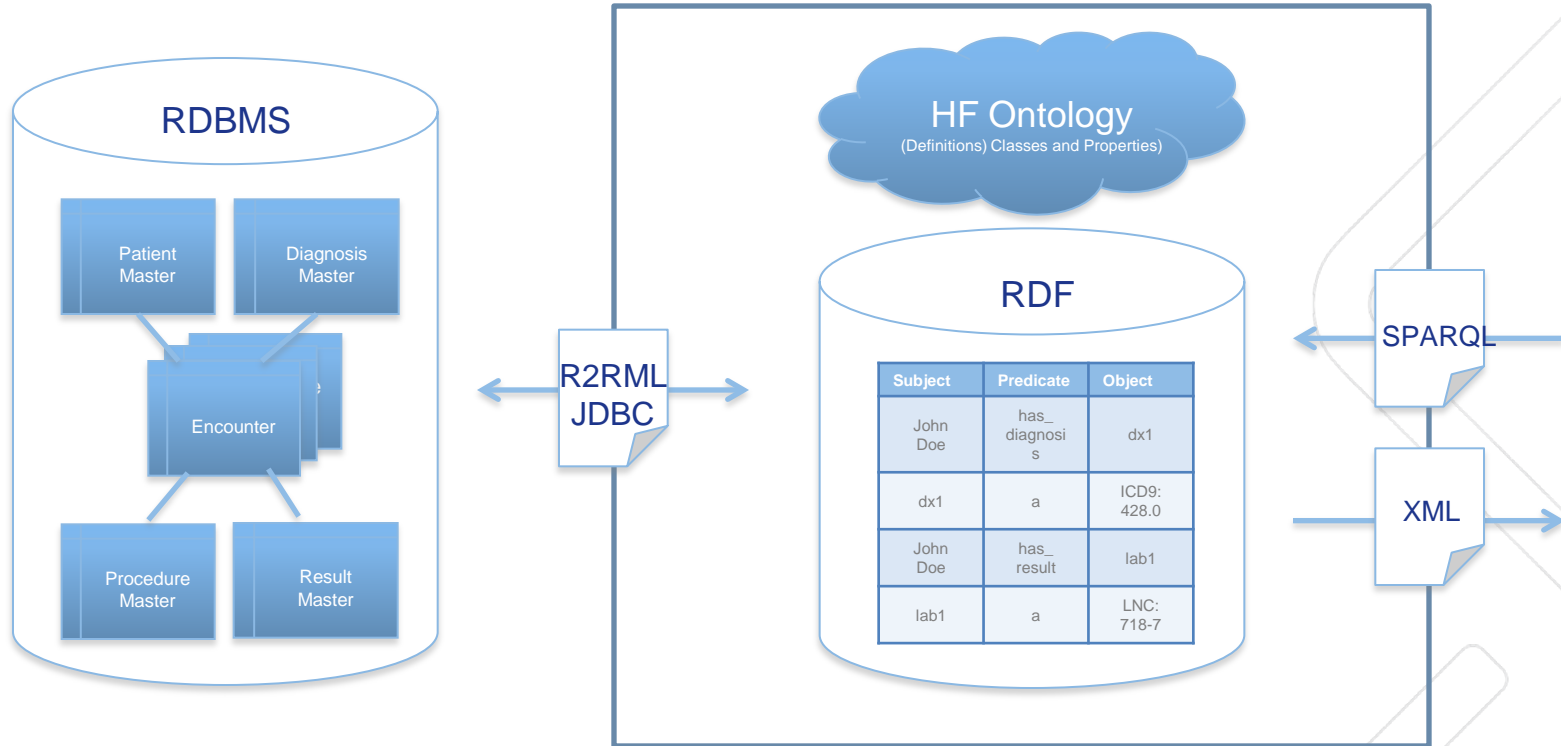 RDBMS
Patient
Master
Diagnosis
Master
Encounter
Procedure
Master
Result
Master
R2RML
JDBC
HF Ontology
(Definitions) Classes and Properties)
RDF
Subject Predicate Object
John
Doe
has_
diagnosi
s
dx1
dx1
a
ICD9:
428.0
John
Doe
has_
result
lab1
lab1
a
LNC:
718-7
SPARQL
XML